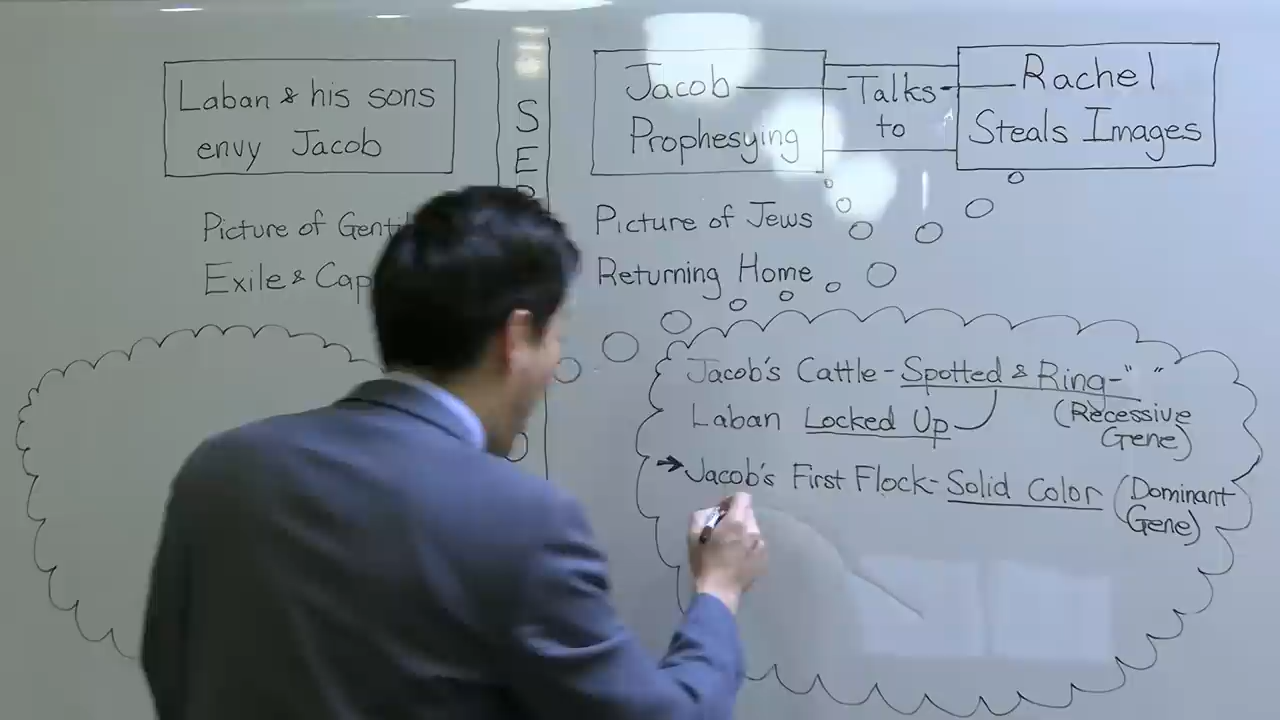 Laban & his sons
envy Jacob
S
E
Jacob
Prophesying
Talks
to
Rachel
Steals Images
Picture of
Exile &
Picture of Jews
Returning Home
Jacob's Cattle - Spotted & Ring-" "
Laban Locked Up
(Recessive
Gene)
→ Jacob's First Flock - Solid Color
(Dominant
Gene)